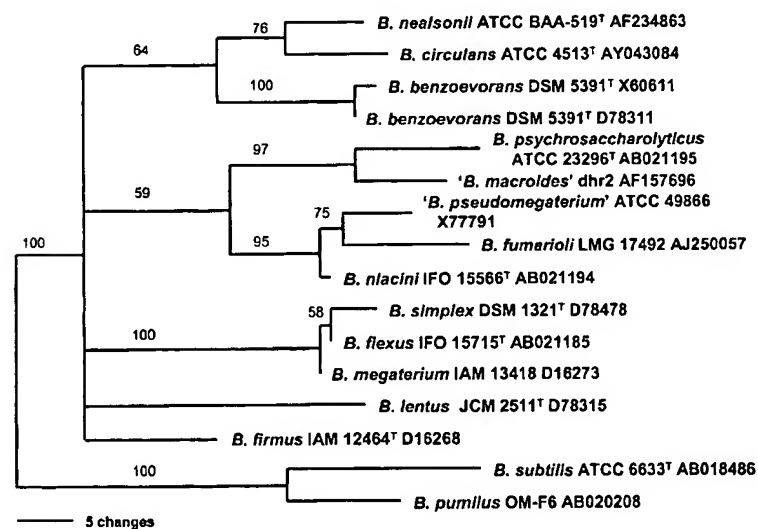 76
B. nealsonii ATCC BAA-519ᵀ AF234863
64
B. circulans ATCC 4513ᵀ AY043084
100
B. benzoevorans DSM 5391ᵀ X60611
B. benzoevorans DSM 5391ᵀ D78311
B. psychrosaccharolyticus
97
ATCC 23296ᵀ AB021195
'B. macroides' dhr2 AF157696
59
'B. pseudomegaterium' ATCC 49866
75
X77791
95
B. fumarioli LMG 17492 AJ250057
100
B. niacini IFO 15566ᵀ AB021194
58
B. simplex DSM 1321ᵀ D78478
100
B. flexus IFO 15715ᵀ AB021185
B. megaterium IAM 13418 D16273
B. lentus JCM 2511ᵀ D78315
B. firmus IAM 12464ᵀ D16268
100
B. subtilis ATCC 6633ᵀ AB018486
B. pumilus OM-F6 AB020208
5 changes